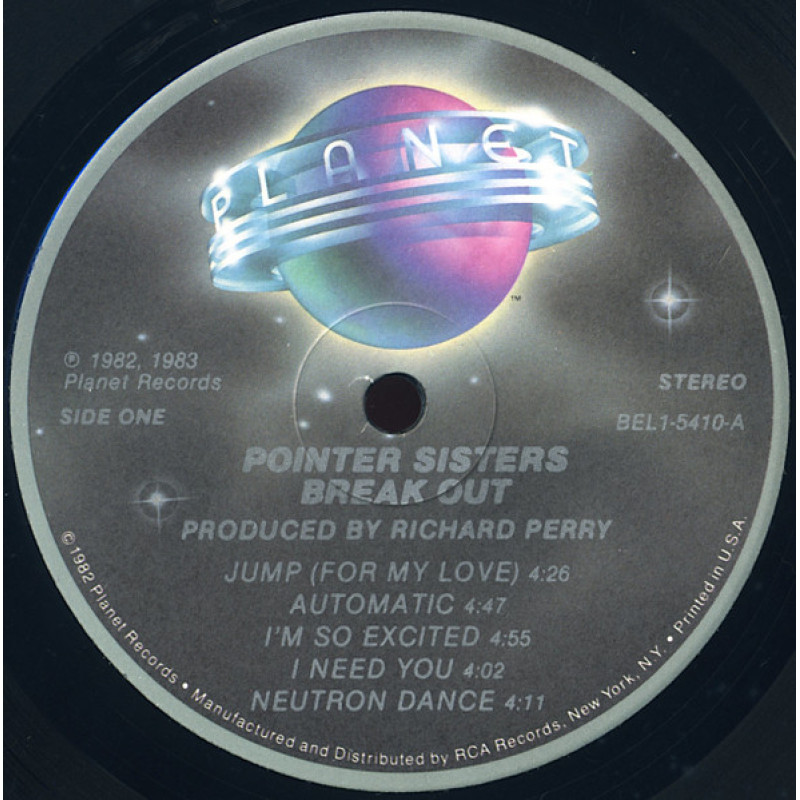 PLANET
™
℗ 1982, 1983
Planet Records
STEREO
SIDE ONE
BEL1-5410-A
POINTER SISTERS
BREAK OUT
PRODUCED BY RICHARD PERRY
JUMP (FOR MY LOVE) 4:26
AUTOMATIC 4:47
I'M SO EXCITED 4:55
I NEED YOU 4:02
NEUTRON DANCE 4:11
©1982 Planet Records • Manufactured and Distributed by RCA Records, New York, N.Y. • Printed in U.S.A.